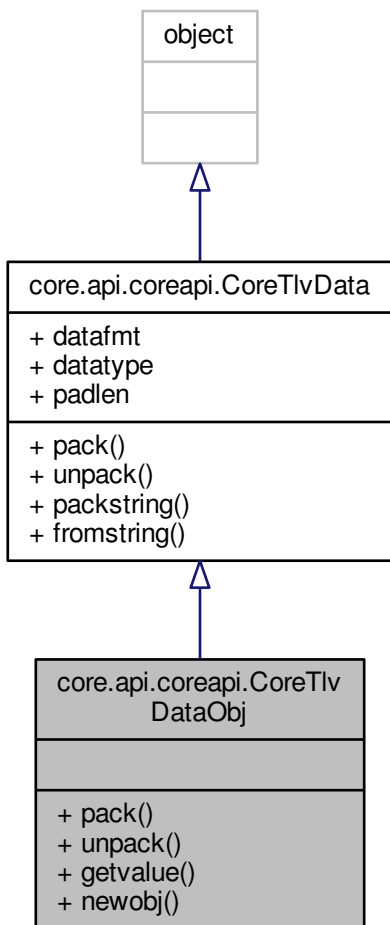 object
core.api.coreapi.CoreTlvData
+ datafmt
+ datatype
+ padlen
+ pack()
+ unpack()
+ packstring()
+ fromstring()
core.api.coreapi.CoreTlv
DataObj
+ pack()
+ unpack()
+ getvalue()
+ newobj()